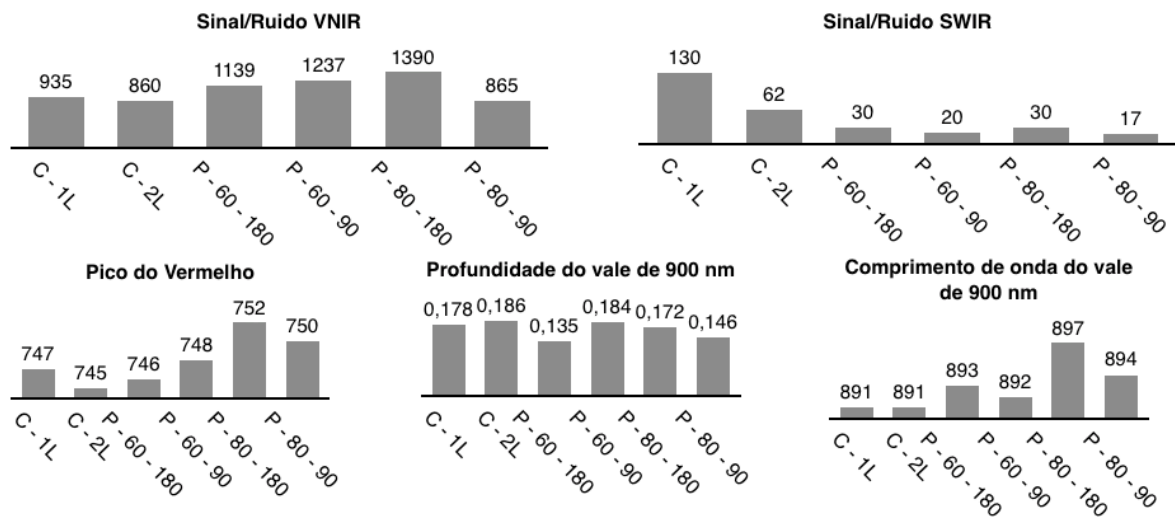 Sinal/Ruido VNIR
935 860 1139 1237 1390 865
C - 1L C - 2L P - 60 - 180 P - 60 - 90 P - 80 - 180 P - 80 - 90
Sinal/Ruido SWIR
130 62 30 20 30 17
C - 1L C - 2L P - 60 - 180 P - 60 - 90 P - 80 - 180 P - 80 - 90
Pico do Vermelho
747 745 746 748 752 750
C - 1L C - 2L P - 60 - 180 P - 60 - 90 P - 80 - 180 P - 80 - 90
Profundidade do vale de 900 nm
0,178 0,186 0,135 0,184 0,172 0,146
C - 1L C - 2L P - 60 - 180 P - 60 - 90 P - 80 - 180 P - 80 - 90
Comprimento de onda do vale
de 900 nm
891 891 893 892 897 894
C - 1L C - 2L P - 60 - 180 P - 60 - 90 P - 80 - 180 P - 80 - 90